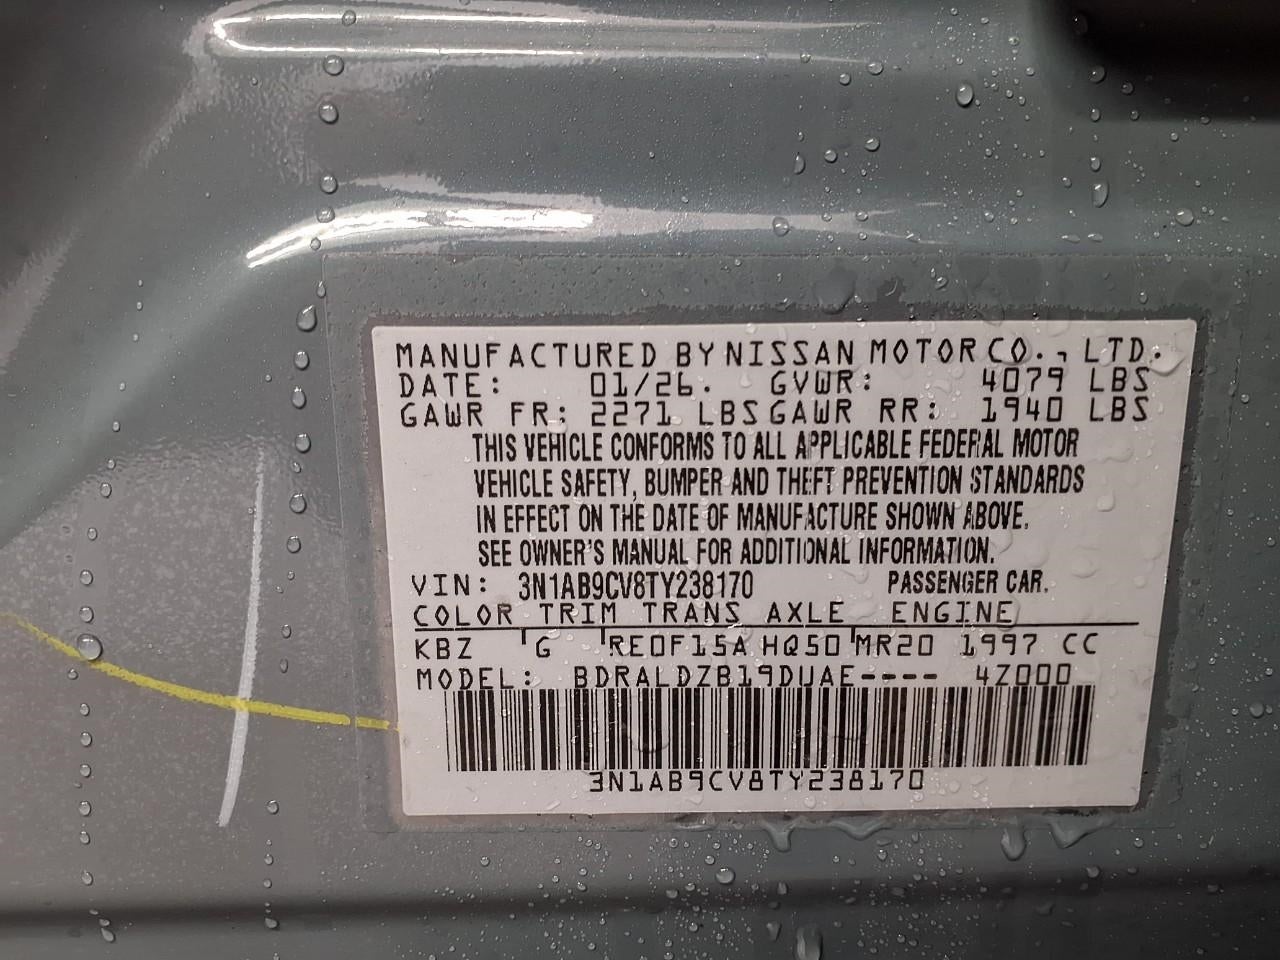 MANUFACTURED BY NISSAN MOTOR CO., LTD.
DATE: 01/26. GVWR: 4079 LBS
GAWR FR: 2271 LBS GAWR RR: 1940 LBS
THIS VEHICLE CONFORMS TO ALL APPLICABLE FEDERAL MOTOR
VEHICLE SAFETY, BUMPER AND THEFT PREVENTION STANDARDS
IN EFFECT ON THE DATE OF MANUFACTURE SHOWN ABOVE.
SEE OWNER'S MANUAL FOR ADDITIONAL INFORMATION.
VIN: 3N1AB9CV8TY238170 PASSENGER CAR.
COLOR TRIM TRANS AXLE ENGINE
KBZ G RE0F15A HQ50 MR20 1997 CC
MODEL: BDRALDZB19DUAE---- 4Z000
3N1AB9CV8TY238170